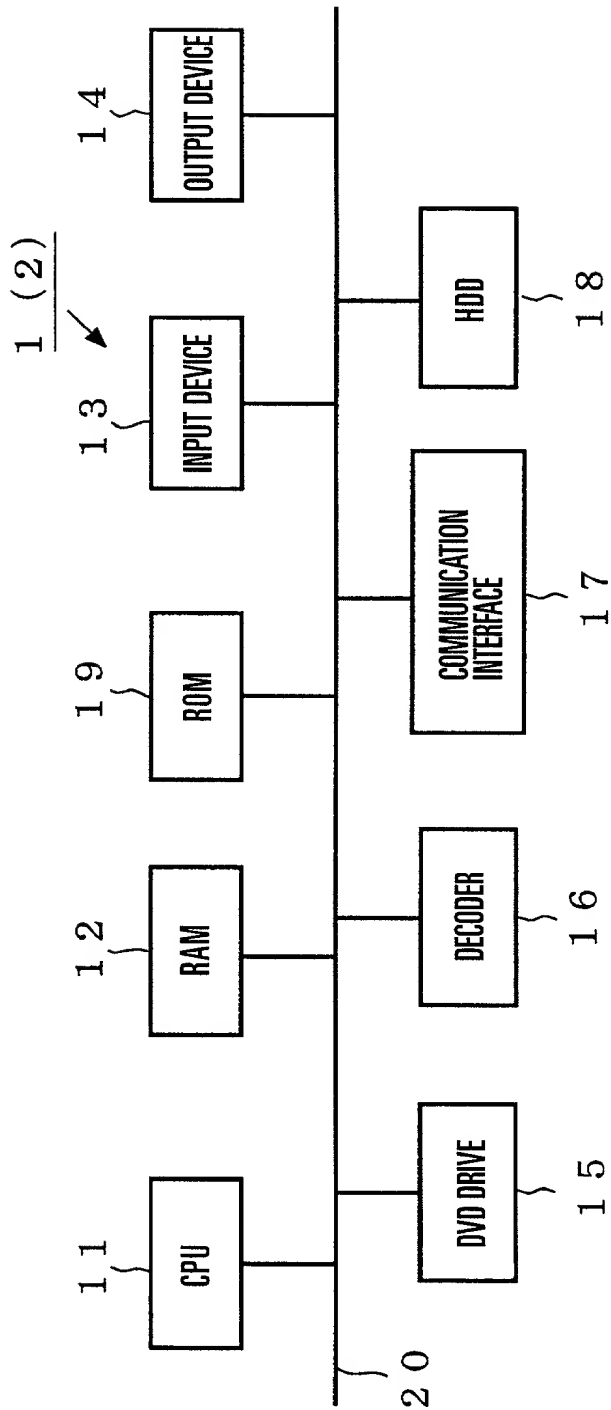 1 (2)
11
12
19
13
14
CPU
RAM
ROM
INPUT DEVICE
OUTPUT DEVICE
20
DVD DRIVE
DECODER
COMMUNICATION
INTERFACE
HDD
15
16
17
18